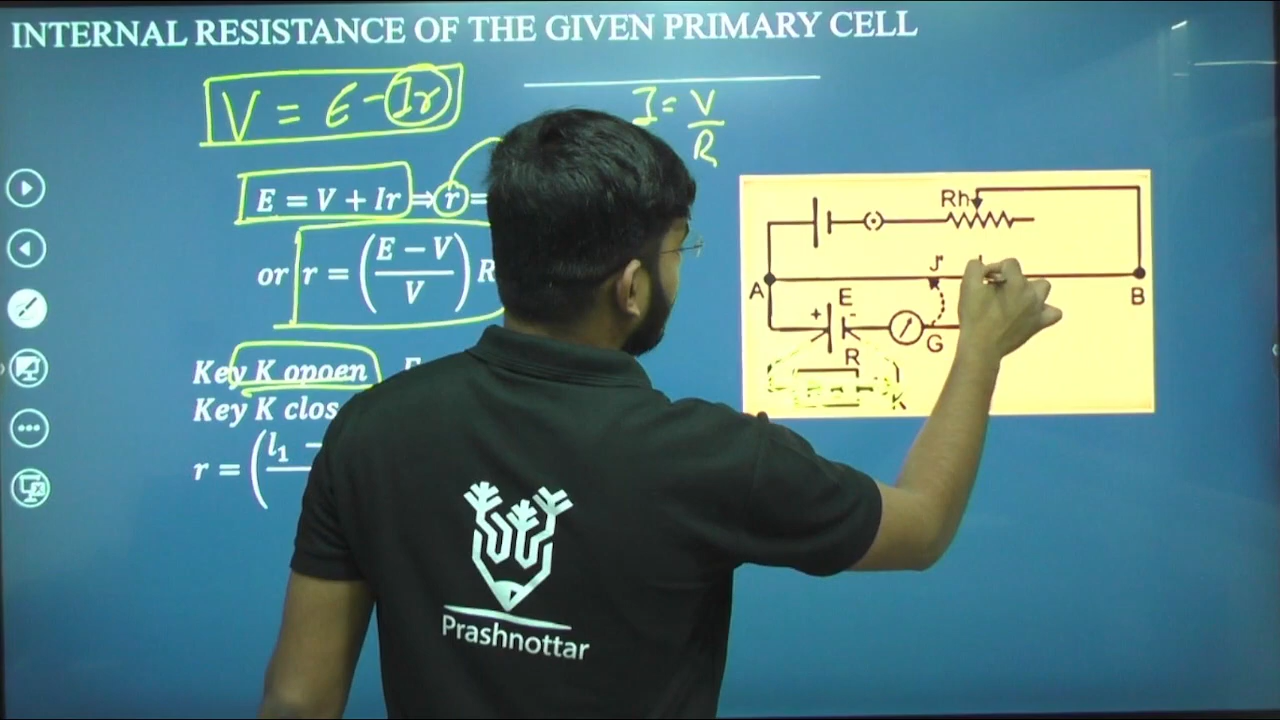 INTERNAL RESISTANCE OF THE GIVEN PRIMARY CELL
V = E - Ir
I = V/R
E = V + Ir ⇒ r =
or r = ((E - V)/V) R
Key K opoen
Key K clos
r = (l₁ -
Rh
A
B
E
+ -
G
R
K
Prashnottar